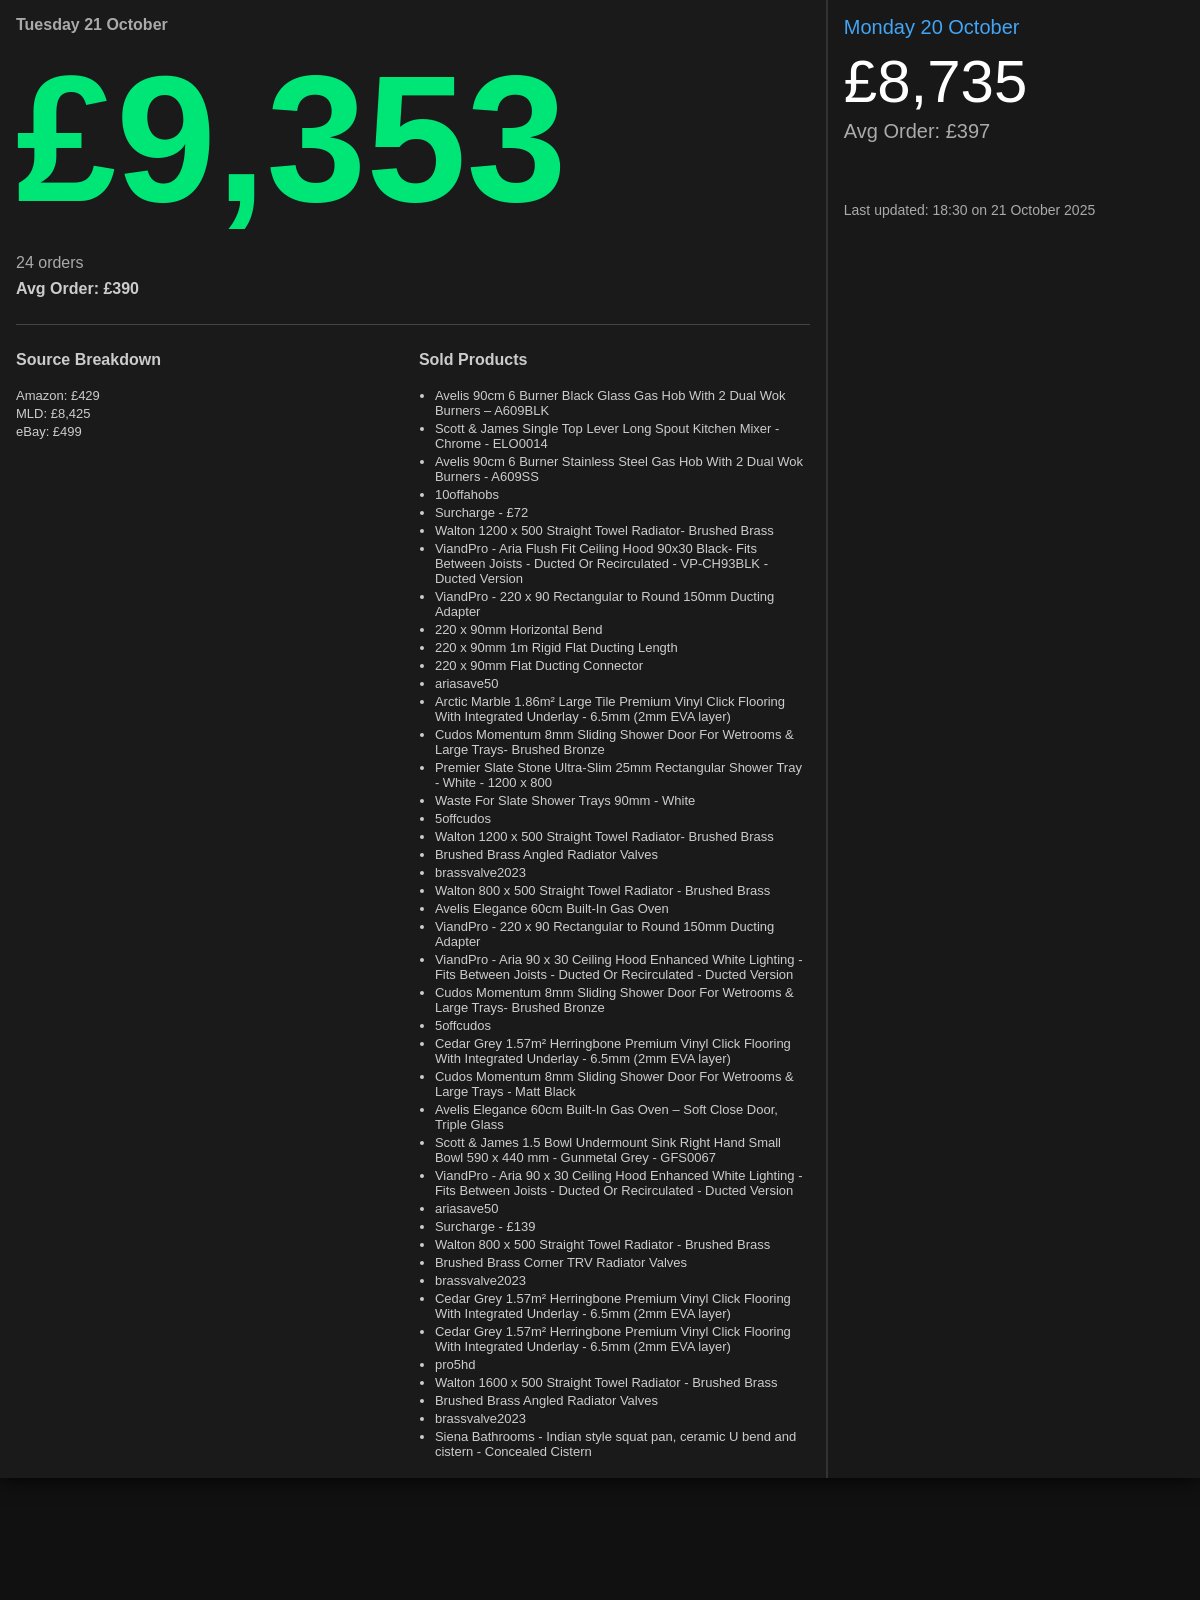 Tuesday 21 October
£9,353
24 orders
Avg Order: £390
Source Breakdown
Amazon: £429
MLD: £8,425
eBay: £499
Sold Products
Avelis 90cm 6 Burner Black Glass Gas Hob With 2 Dual Wok
Burners – A609BLK
Scott & James Single Top Lever Long Spout Kitchen Mixer -
Chrome - ELO0014
Avelis 90cm 6 Burner Stainless Steel Gas Hob With 2 Dual Wok
Burners - A609SS
10offahobs
Surcharge - £72
Walton 1200 x 500 Straight Towel Radiator- Brushed Brass
ViandPro - Aria Flush Fit Ceiling Hood 90x30 Black- Fits
Between Joists - Ducted Or Recirculated - VP-CH93BLK -
Ducted Version
ViandPro - 220 x 90 Rectangular to Round 150mm Ducting
Adapter
220 x 90mm Horizontal Bend
220 x 90mm 1m Rigid Flat Ducting Length
220 x 90mm Flat Ducting Connector
ariasave50
Arctic Marble 1.86m² Large Tile Premium Vinyl Click Flooring
With Integrated Underlay - 6.5mm (2mm EVA layer)
Cudos Momentum 8mm Sliding Shower Door For Wetrooms &
Large Trays- Brushed Bronze
Premier Slate Stone Ultra-Slim 25mm Rectangular Shower Tray
- White - 1200 x 800
Waste For Slate Shower Trays 90mm - White
5offcudos
Walton 1200 x 500 Straight Towel Radiator- Brushed Brass
Brushed Brass Angled Radiator Valves
brassvalve2023
Walton 800 x 500 Straight Towel Radiator - Brushed Brass
Avelis Elegance 60cm Built-In Gas Oven
ViandPro - 220 x 90 Rectangular to Round 150mm Ducting
Adapter
ViandPro - Aria 90 x 30 Ceiling Hood Enhanced White Lighting -
Fits Between Joists - Ducted Or Recirculated - Ducted Version
Cudos Momentum 8mm Sliding Shower Door For Wetrooms &
Large Trays- Brushed Bronze
5offcudos
Cedar Grey 1.57m² Herringbone Premium Vinyl Click Flooring
With Integrated Underlay - 6.5mm (2mm EVA layer)
Cudos Momentum 8mm Sliding Shower Door For Wetrooms &
Large Trays - Matt Black
Avelis Elegance 60cm Built-In Gas Oven – Soft Close Door,
Triple Glass
Scott & James 1.5 Bowl Undermount Sink Right Hand Small
Bowl 590 x 440 mm - Gunmetal Grey - GFS0067
ViandPro - Aria 90 x 30 Ceiling Hood Enhanced White Lighting -
Fits Between Joists - Ducted Or Recirculated - Ducted Version
ariasave50
Surcharge - £139
Walton 800 x 500 Straight Towel Radiator - Brushed Brass
Brushed Brass Corner TRV Radiator Valves
brassvalve2023
Cedar Grey 1.57m² Herringbone Premium Vinyl Click Flooring
With Integrated Underlay - 6.5mm (2mm EVA layer)
Cedar Grey 1.57m² Herringbone Premium Vinyl Click Flooring
With Integrated Underlay - 6.5mm (2mm EVA layer)
pro5hd
Walton 1600 x 500 Straight Towel Radiator - Brushed Brass
Brushed Brass Angled Radiator Valves
brassvalve2023
Siena Bathrooms - Indian style squat pan, ceramic U bend and
cistern - Concealed Cistern
Monday 20 October
£8,735
Avg Order: £397
Last updated: 18:30 on 21 October 2025